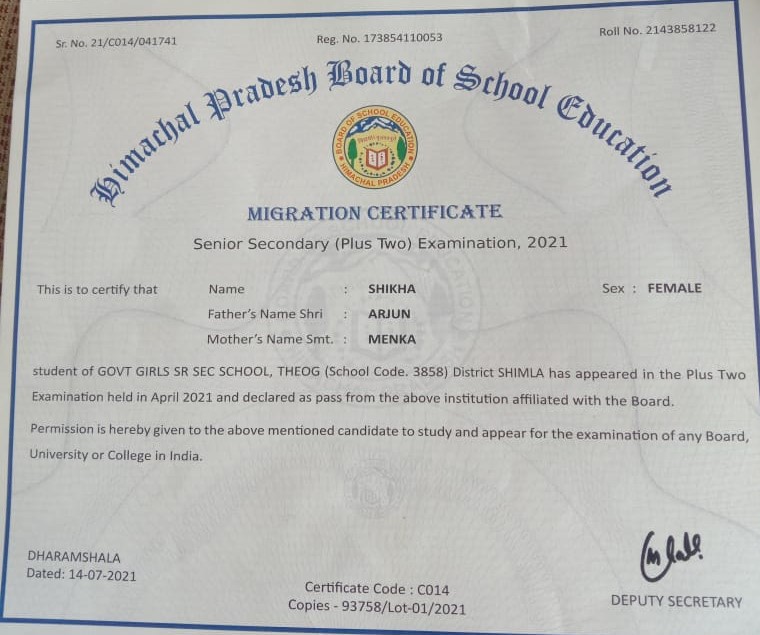 Sr. No. 21/C014/041741
Reg. No. 173854110053
Roll No. 2143858122
Himachal Pradesh Board of School Education
BOARD OF SCHOOL EDUCATION
HIMACHAL PRADESH
MIGRATION CERTIFICATE
Senior Secondary (Plus Two) Examination, 2021
This is to certify that Name : SHIKHA Sex : FEMALE
Father's Name Shri : ARJUN
Mother's Name Smt. : MENKA
student of GOVT GIRLS SR SEC SCHOOL, THEOG (School Code. 3858) District SHIMLA has appeared in the Plus Two
Examination held in April 2021 and declared as pass from the above institution affiliated with the Board.
Permission is hereby given to the above mentioned candidate to study and appear for the examination of any Board,
University or College in India.
DHARAMSHALA
Dated: 14-07-2021
Certificate Code : C014
Copies - 93758/Lot-01/2021
DEPUTY SECRETARY